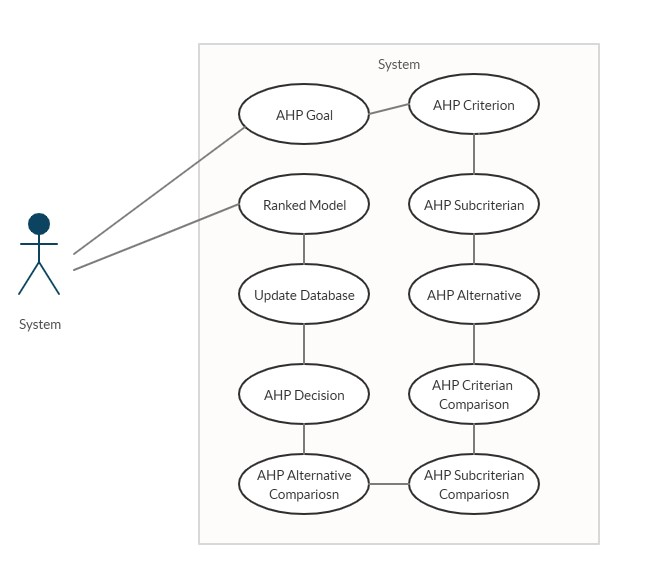 System
AHP Goal
AHP Criterion
Ranked Model
AHP Subcriterian
System
Update Database
AHP Alternative
AHP Decision
AHP Criterian
Comparison
AHP Alternative
Compariosn
AHP Subcriterian
Compariosn